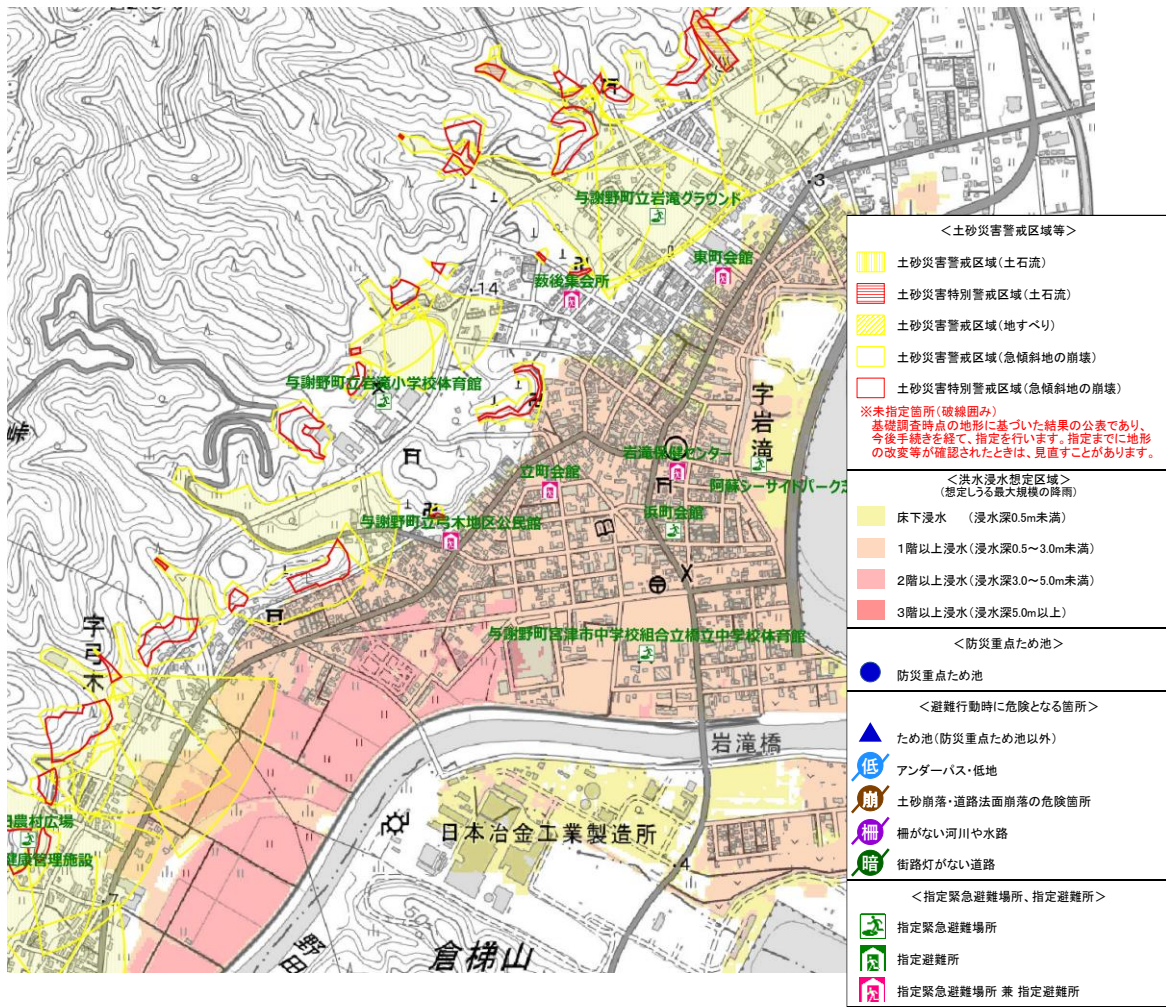 与謝野町立岩滝グラウンド
・3
東町会館
藪後集会所
・14
与謝野町立岩滝小学校体育館
峠
字岩滝
岩滝保健センター
立町会館
阿蘇シーサイドパーク
与謝野町立弓木地区公民館
浜町会館
字弓木
与謝野町宮津市中学校組合立橋立中学校体育館
岩滝橋
日本冶金工業製造所
農村広場
健康管理施設
・4
・7
野田
倉梯山
＜土砂災害警戒区域等＞
土砂災害警戒区域(土石流)
土砂災害特別警戒区域(土石流)
土砂災害警戒区域(地すべり)
土砂災害警戒区域(急傾斜地の崩壊)
土砂災害特別警戒区域(急傾斜地の崩壊)
※未指定箇所(破線囲み)
基礎調査時点の地形に基づいた結果の公表であり、
今後手続きを経て、指定を行います。指定までに地形
の改変等が確認されたときは、見直すことがあります。
＜洪水浸水想定区域＞
(想定しうる最大規模の降雨)
床下浸水　(浸水深0.5m未満)
1階以上浸水(浸水深0.5～3.0m未満)
2階以上浸水(浸水深3.0～5.0m未満)
3階以上浸水(浸水深5.0m以上)
＜防災重点ため池＞
防災重点ため池
＜避難行動時に危険となる箇所＞
ため池(防災重点ため池以外)
低 アンダーパス・低地
崩 土砂崩落・道路法面崩落の危険箇所
柵 柵がない河川や水路
暗 街路灯がない道路
＜指定緊急避難場所、指定避難所＞
指定緊急避難場所
指定避難所
指定緊急避難場所 兼 指定避難所